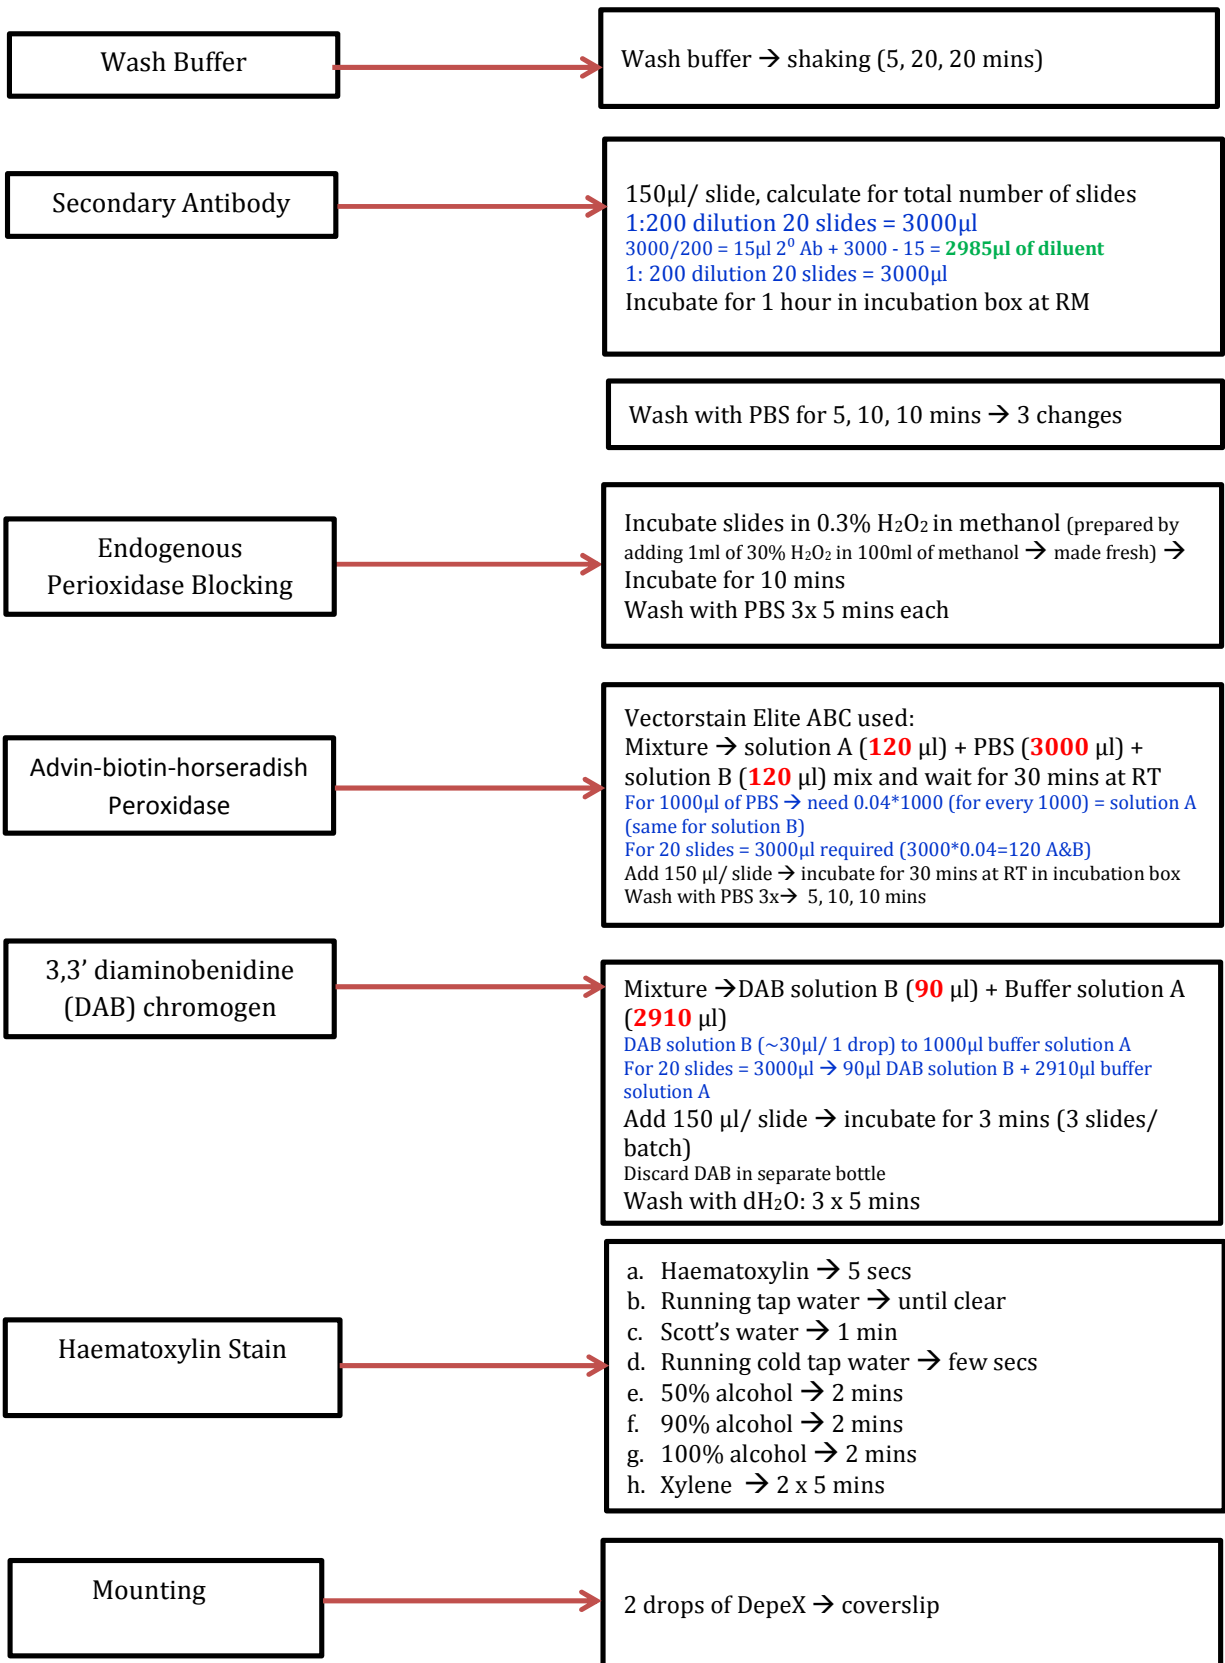 Wash Buffer
Wash buffer → shaking (5, 20, 20 mins)
Secondary Antibody
150µl/ slide, calculate for total number of slides
1:200 dilution 20 slides = 3000µl
3000/200 = 15µl 2⁰ Ab + 3000 - 15 = 2985µl of diluent
1: 200 dilution 20 slides = 3000µl
Incubate for 1 hour in incubation box at RM
Wash with PBS for 5, 10, 10 mins → 3 changes
Endogenous
Perioxidase Blocking
Incubate slides in 0.3% H₂O₂ in methanol (prepared by
adding 1ml of 30% H₂O₂ in 100ml of methanol → made fresh) →
Incubate for 10 mins
Wash with PBS 3x 5 mins each
Advin-biotin-horseradish
Peroxidase
Vectorstain Elite ABC used:
Mixture → solution A (120 µl) + PBS (3000 µl) +
solution B (120 µl) mix and wait for 30 mins at RT
For 1000µl of PBS → need 0.04*1000 (for every 1000) = solution A
(same for solution B)
For 20 slides = 3000µl required (3000*0.04=120 A&B)
Add 150 µl/ slide → incubate for 30 mins at RT in incubation box
Wash with PBS 3x→ 5, 10, 10 mins
3,3’ diaminobenidine
(DAB) chromogen
Mixture →DAB solution B (90 µl) + Buffer solution A
(2910 µl)
DAB solution B (~30µl/ 1 drop) to 1000µl buffer solution A
For 20 slides = 3000µl → 90µl DAB solution B + 2910µl buffer
solution A
Add 150 µl/ slide → incubate for 3 mins (3 slides/
batch)
Discard DAB in separate bottle
Wash with dH₂O: 3 x 5 mins
Haematoxylin Stain
a. Haematoxylin → 5 secs
b. Running tap water → until clear
c. Scott’s water → 1 min
d. Running cold tap water → few secs
e. 50% alcohol → 2 mins
f. 90% alcohol → 2 mins
g. 100% alcohol → 2 mins
h. Xylene → 2 x 5 mins
Mounting
2 drops of DepeX → coverslip